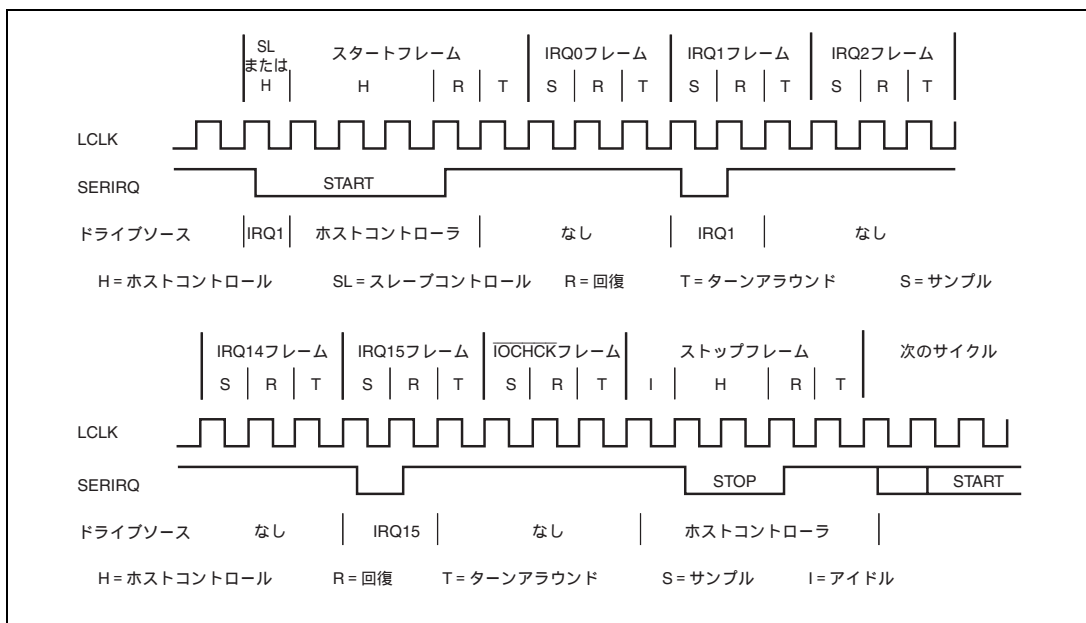 SL
または
H
スタートフレーム
IRQ0フレーム
IRQ1フレーム
IRQ2フレーム
H R T S R T S R T S R T
LCLK
SERIRQ
START
ドライブソース IRQ1 ホストコントローラ なし IRQ1 なし
H = ホストコントロール SL = スレーブコントロール R = 回復 T = ターンアラウンド S = サンプル
IRQ14フレーム IRQ15フレーム IOCHCKフレーム ストップフレーム 次のサイクル
S R T S R T S R T I H R T
LCLK
SERIRQ
STOP START
ドライブソース なし IRQ15 なし ホストコントローラ
H = ホストコントロール R = 回復 T = ターンアラウンド S = サンプル I = アイドル